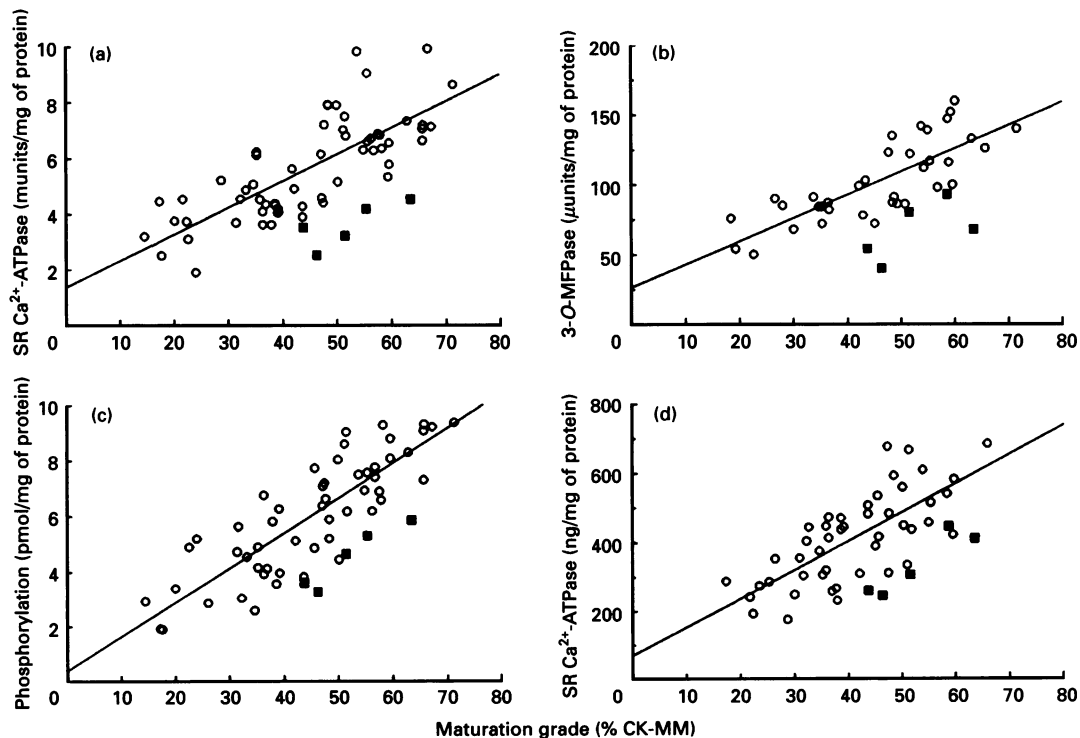 (a)
SR Ca2+-ATPase (munits/mg of protein)
10
8
6
4
2
0 10 20 30 40 50 60 70 80
(b)
3-O-MFPase (μunits/mg of protein)
200
150
100
50
0 10 20 30 40 50 60 70 80
(c)
Phosphorylation (pmol/mg of protein)
10
8
6
4
2
0 10 20 30 40 50 60 70 80
(d)
SR Ca2+-ATPase (ng/mg of protein)
800
600
400
200
0 10 20 30 40 50 60 70 80
Maturation grade (% CK-MM)